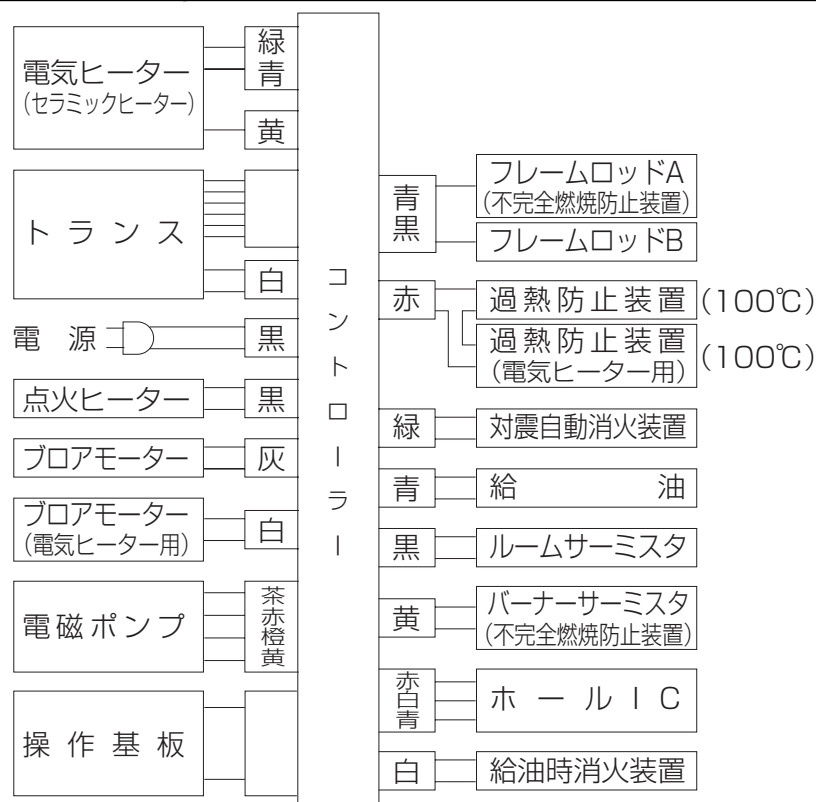 電気ヒーター
(セラミックヒーター)
緑
青
黄
トランス
白
電源
黒
点火ヒーター
黒
ブロアモーター
灰
ブロアモーター
(電気ヒーター用)
白
電磁ポンプ
茶
赤
橙
黄
操作基板
コントローラー
青
黒
フレームロッドA
(不完全燃焼防止装置)
フレームロッドB
赤
過熱防止装置(100℃)
過熱防止装置
(電気ヒーター用)
(100℃)
緑
対震自動消火装置
青
給油
黒
ルームサーミスタ
黄
バーナーサーミスタ
(不完全燃焼防止装置)
赤
白
青
ホールIC
白
給油時消火装置